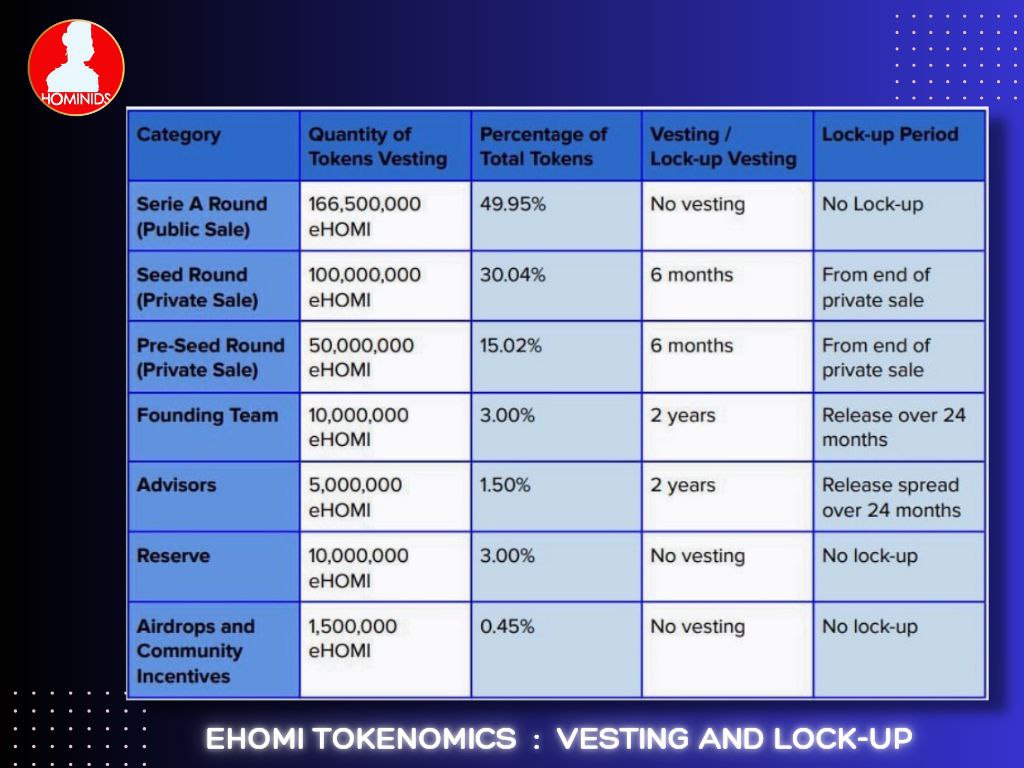 HOMINIDS
Category
Quantity of
Tokens Vesting
Percentage of
Total Tokens
Vesting /
Lock-up Vesting
Lock-up Period
Serie A Round
(Public Sale)
166,500,000
eHOMI
49.95%
No vesting
No Lock-up
Seed Round
(Private Sale)
100,000,000
eHOMI
30.04%
6 months
From end of
private sale
Pre-Seed Round
(Private Sale)
50,000,000
eHOMI
15.02%
6 months
From end of
private sale
Founding Team
10,000,000
eHOMI
3.00%
2 years
Release over 24
months
Advisors
5,000,000
eHOMI
1.50%
2 years
Release spread
over 24 months
Reserve
10,000,000
eHOMI
3.00%
No vesting
No lock-up
Airdrops and
Community
Incentives
1,500,000
eHOMI
0.45%
No vesting
No lock-up
EHOMI TOKENOMICS : VESTING AND LOCK-UP